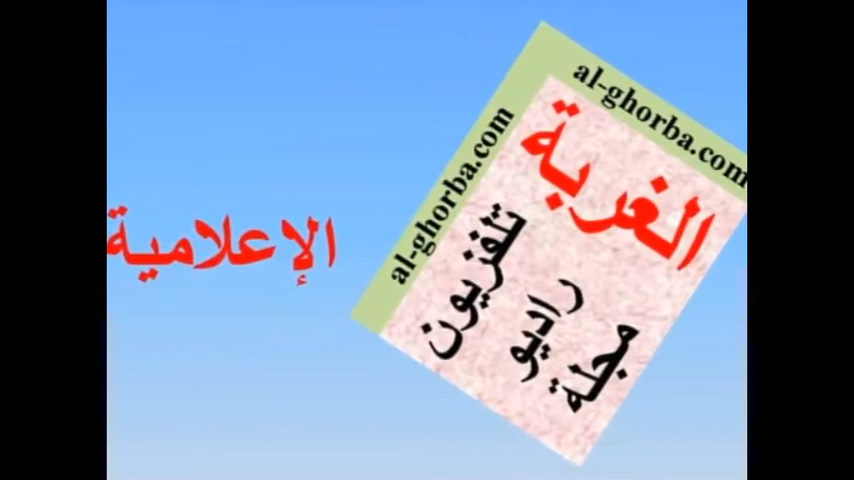 al-ghorba.com
al-ghorba.com
الغربة
تلفزيون
راديو
مجلة
الإعلامية